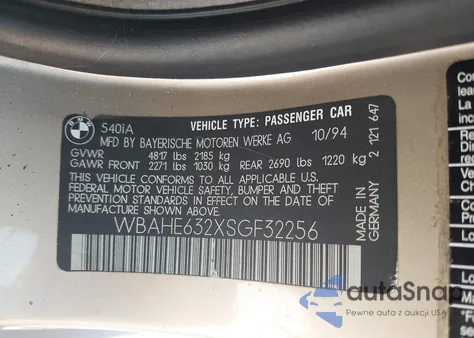 BMW
540iA
VEHICLE TYPE: PASSENGER CAR
MFD BY BAYERISCHE MOTOREN WERKE AG 10/94
GVWR 4817 lbs 2185 kg
GAWR FRONT 2271 lbs 1030 kg REAR 2690 lbs 1220 kg
THIS VEHICLE CONFORMS TO ALL APPLICABLE
U.S. FEDERAL MOTOR VEHICLE SAFETY, BUMPER AND THEFT
PREVENTION STANDARDS IN EFFECT ON THE DATE
OF MANUFACTURE SHOWN ABOVE.
WBAHE632XSGF32256
MADE IN
GERMANY
2 121 647
autoSnap
Pewne auta z aukcji USA